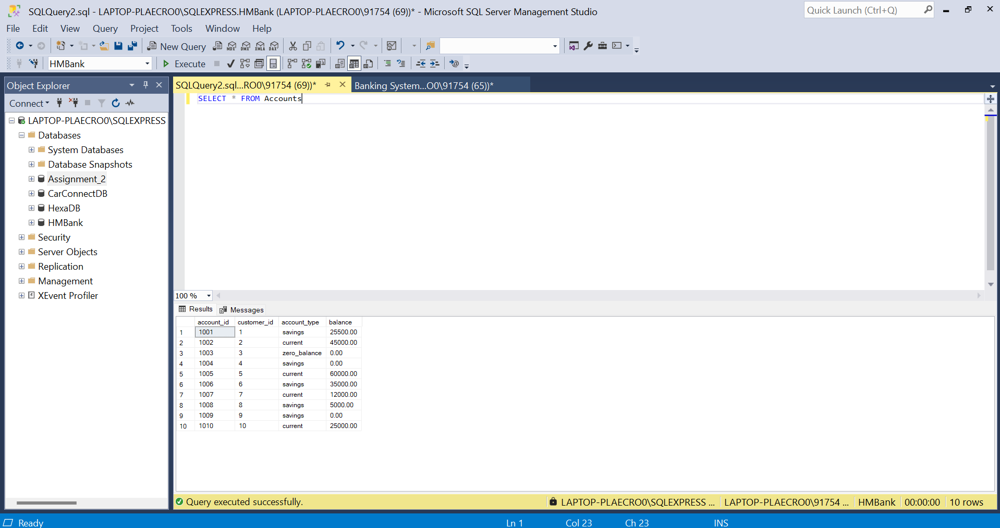 SQLQuery2.sql - LAPTOP-PLAECRO0\SQLEXPRESS.HMBank (LAPTOP-PLAECRO0\91754 (69))* - Microsoft SQL Server Management Studio
Quick Launch (Ctrl+Q)
File Edit View Query Project Tools Window Help
New Query MDX DMX XMLA DAX
HMBank Execute
Object Explorer
SQLQuery2.sql...RO0\91754 (69))* Banking System...O0\91754 (65))*
Connect
SELECT * FROM Accounts
LAPTOP-PLAECRO0\SQLEXPRESS
Databases
System Databases
Database Snapshots
Assignment_2
CarConnectDB
HexaDB
HMBank
Security
Server Objects
Replication
Management
XEvent Profiler
100 %
Results Messages
account_id customer_id account_type balance
1 1001 1 savings 25500.00
2 1002 2 current 45000.00
3 1003 3 zero_balance 0.00
4 1004 4 savings 0.00
5 1005 5 current 60000.00
6 1006 6 savings 35000.00
7 1007 7 current 12000.00
8 1008 8 savings 5000.00
9 1009 9 savings 0.00
10 1010 10 current 25000.00
Query executed successfully. LAPTOP-PLAECRO0\SQLEXPRESS ... LAPTOP-PLAECRO0\91754 ... HMBank 00:00:00 10 rows
Ready Ln 1 Col 23 Ch 23 INS